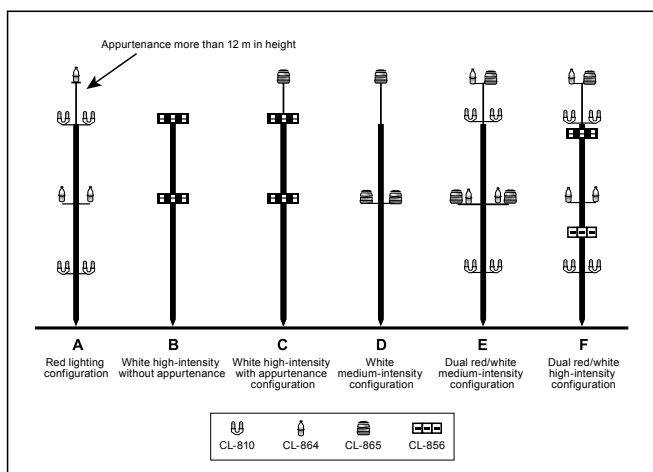 Appurtenance more than 12 m in height
A
B
C
D
E
F
Red lighting
configuration
White high-intensity
without appurtenance
White high-intensity
with appurtenance
configuration
White
medium-intensity
configuration
Dual red/white
medium-intensity
configuration
Dual red/white
high-intensity
configuration
CL-810
CL-864
CL-865
CL-856